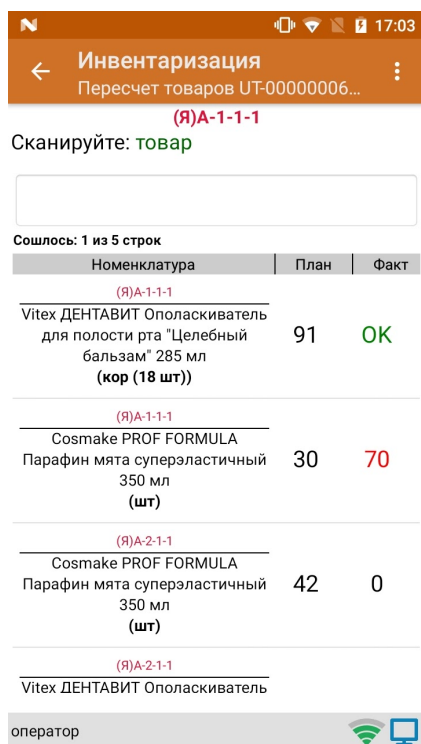 17:03
Инвентаризация
Пересчет товаров UT-00000006...
(Я)А-1-1-1
Сканируйте: товар
Сошлось: 1 из 5 строк
Номенклатура План Факт
(Я)А-1-1-1
Vitex ДЕНТАВИТ Ополаскиватель
для полости рта "Целебный
бальзам" 285 мл
(кор (18 шт))
91 OK
(Я)А-1-1-1
Cosmake PROF FORMULA
Парафин мята суперэластичный
350 мл
(шт)
30 70
(Я)А-2-1-1
Cosmake PROF FORMULA
Парафин мята суперэластичный
350 мл
(шт)
42 0
(Я)А-2-1-1
Vitex ДЕНТАВИТ Ополаскиватель
оператор